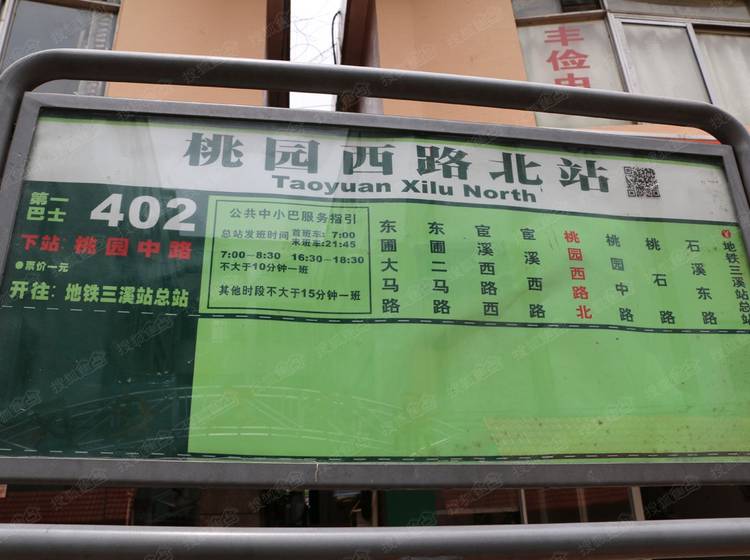 丰俭由
桃园西路北站
Taoyuan Xilu North
第一巴士
402
下站: 桃园中路
●票价一元
开往: 地铁三溪站总站
公共中小巴服务指引
总站发班时间 首班车: 7:00
末班车:21:45
7:00-8:30 16:30-18:30
不大于10分钟一班
其他时段不大于15分钟一班
东圃大马路
东圃二马路
宦溪西路西
宦溪西路
桃园西路北
桃园中路
桃石路
石溪东路
地铁三溪站总站